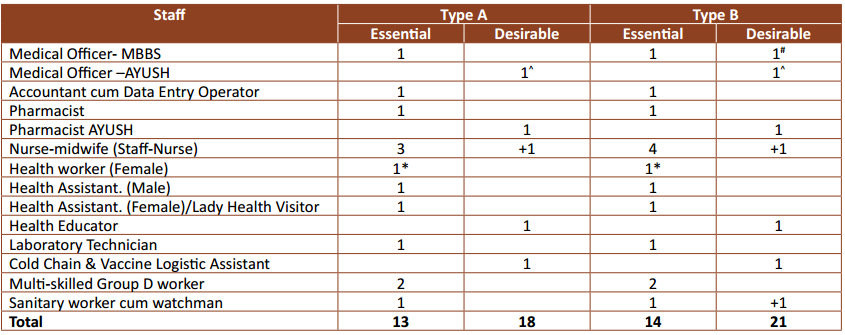 Staff Type A Type B
Essential Desirable Essential Desirable
Medical Officer- MBBS 1 1 1#
Medical Officer –AYUSH 1^ 1^
Accountant cum Data Entry Operator 1 1
Pharmacist 1 1
Pharmacist AYUSH 1 1
Nurse-midwife (Staff-Nurse) 3 +1 4 +1
Health worker (Female) 1* 1*
Health Assistant. (Male) 1 1
Health Assistant. (Female)/Lady Health Visitor 1 1
Health Educator 1 1
Laboratory Technician 1 1
Cold Chain & Vaccine Logistic Assistant 1 1
Multi-skilled Group D worker 2 2
Sanitary worker cum watchman 1 1 +1
Total 13 18 14 21